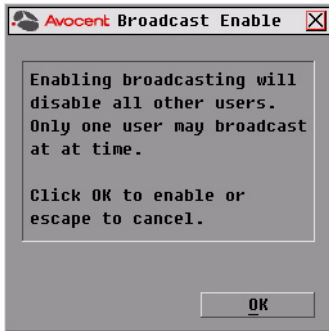 Avocent Broadcast Enable
Enabling broadcasting will
disable all other users.
Only one user may broadcast
at at time.
Click OK to enable or
escape to cancel.
OK